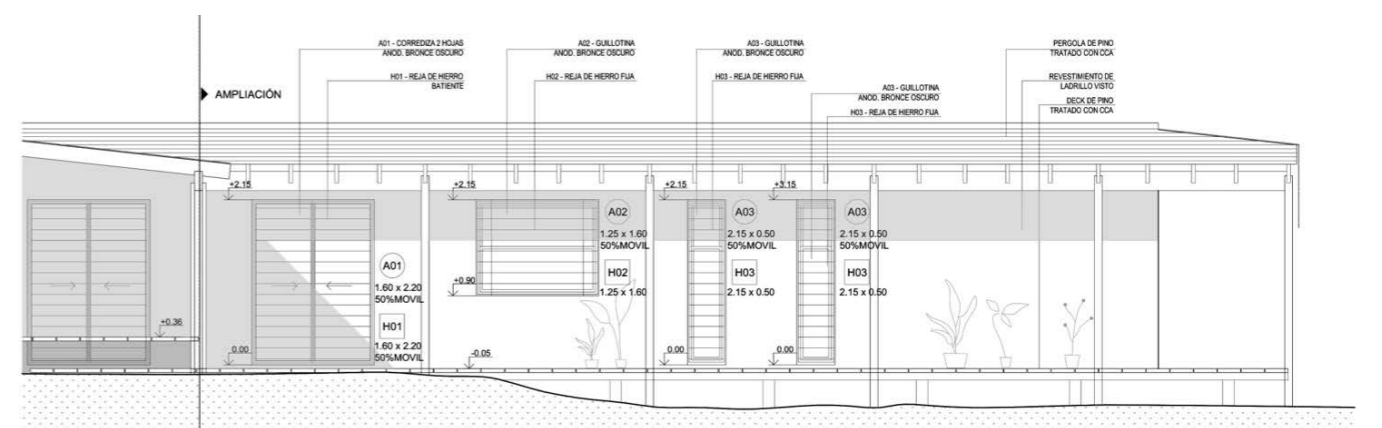 A01 - CORREDIZA 2 HOJAS
ANOD. BRONCE OSCURO
H01 - REJA DE HIERRO
BATIENTE
A02 - GUILLOTINA
ANOD. BRONCE OSCURO
H02 - REJA DE HIERRO FIJA
A03 - GUILLOTINA
ANOD. BRONCE OSCURO
H03 - REJA DE HIERRO FIJA
A03 - GUILLOTINA
ANOD. BRONCE OSCURO
H03 - REJA DE HIERRO FIJA
PERGOLA DE PINO
TRATADO CON CCA
REVESTIMIENTO DE
LADRILLO VISTO
DECK DE PINO
TRATADO CON CCA
AMPLIACIÓN
+2.15
+2.15
+2.15
+3.15
A02
1.25 x 1.60
50%MOVIL
H02
1.25 x 1.60
A03
2.15 x 0.50
50%MOVIL
H03
2.15 x 0.50
A03
2.15 x 0.50
50%MOVIL
H03
2.15 x 0.50
A01
1.60 x 2.20
50%MOVIL
H01
1.60 x 2.20
50%MOVIL
+0.90
+0.36
0.00
-0.05
0.00
0.00